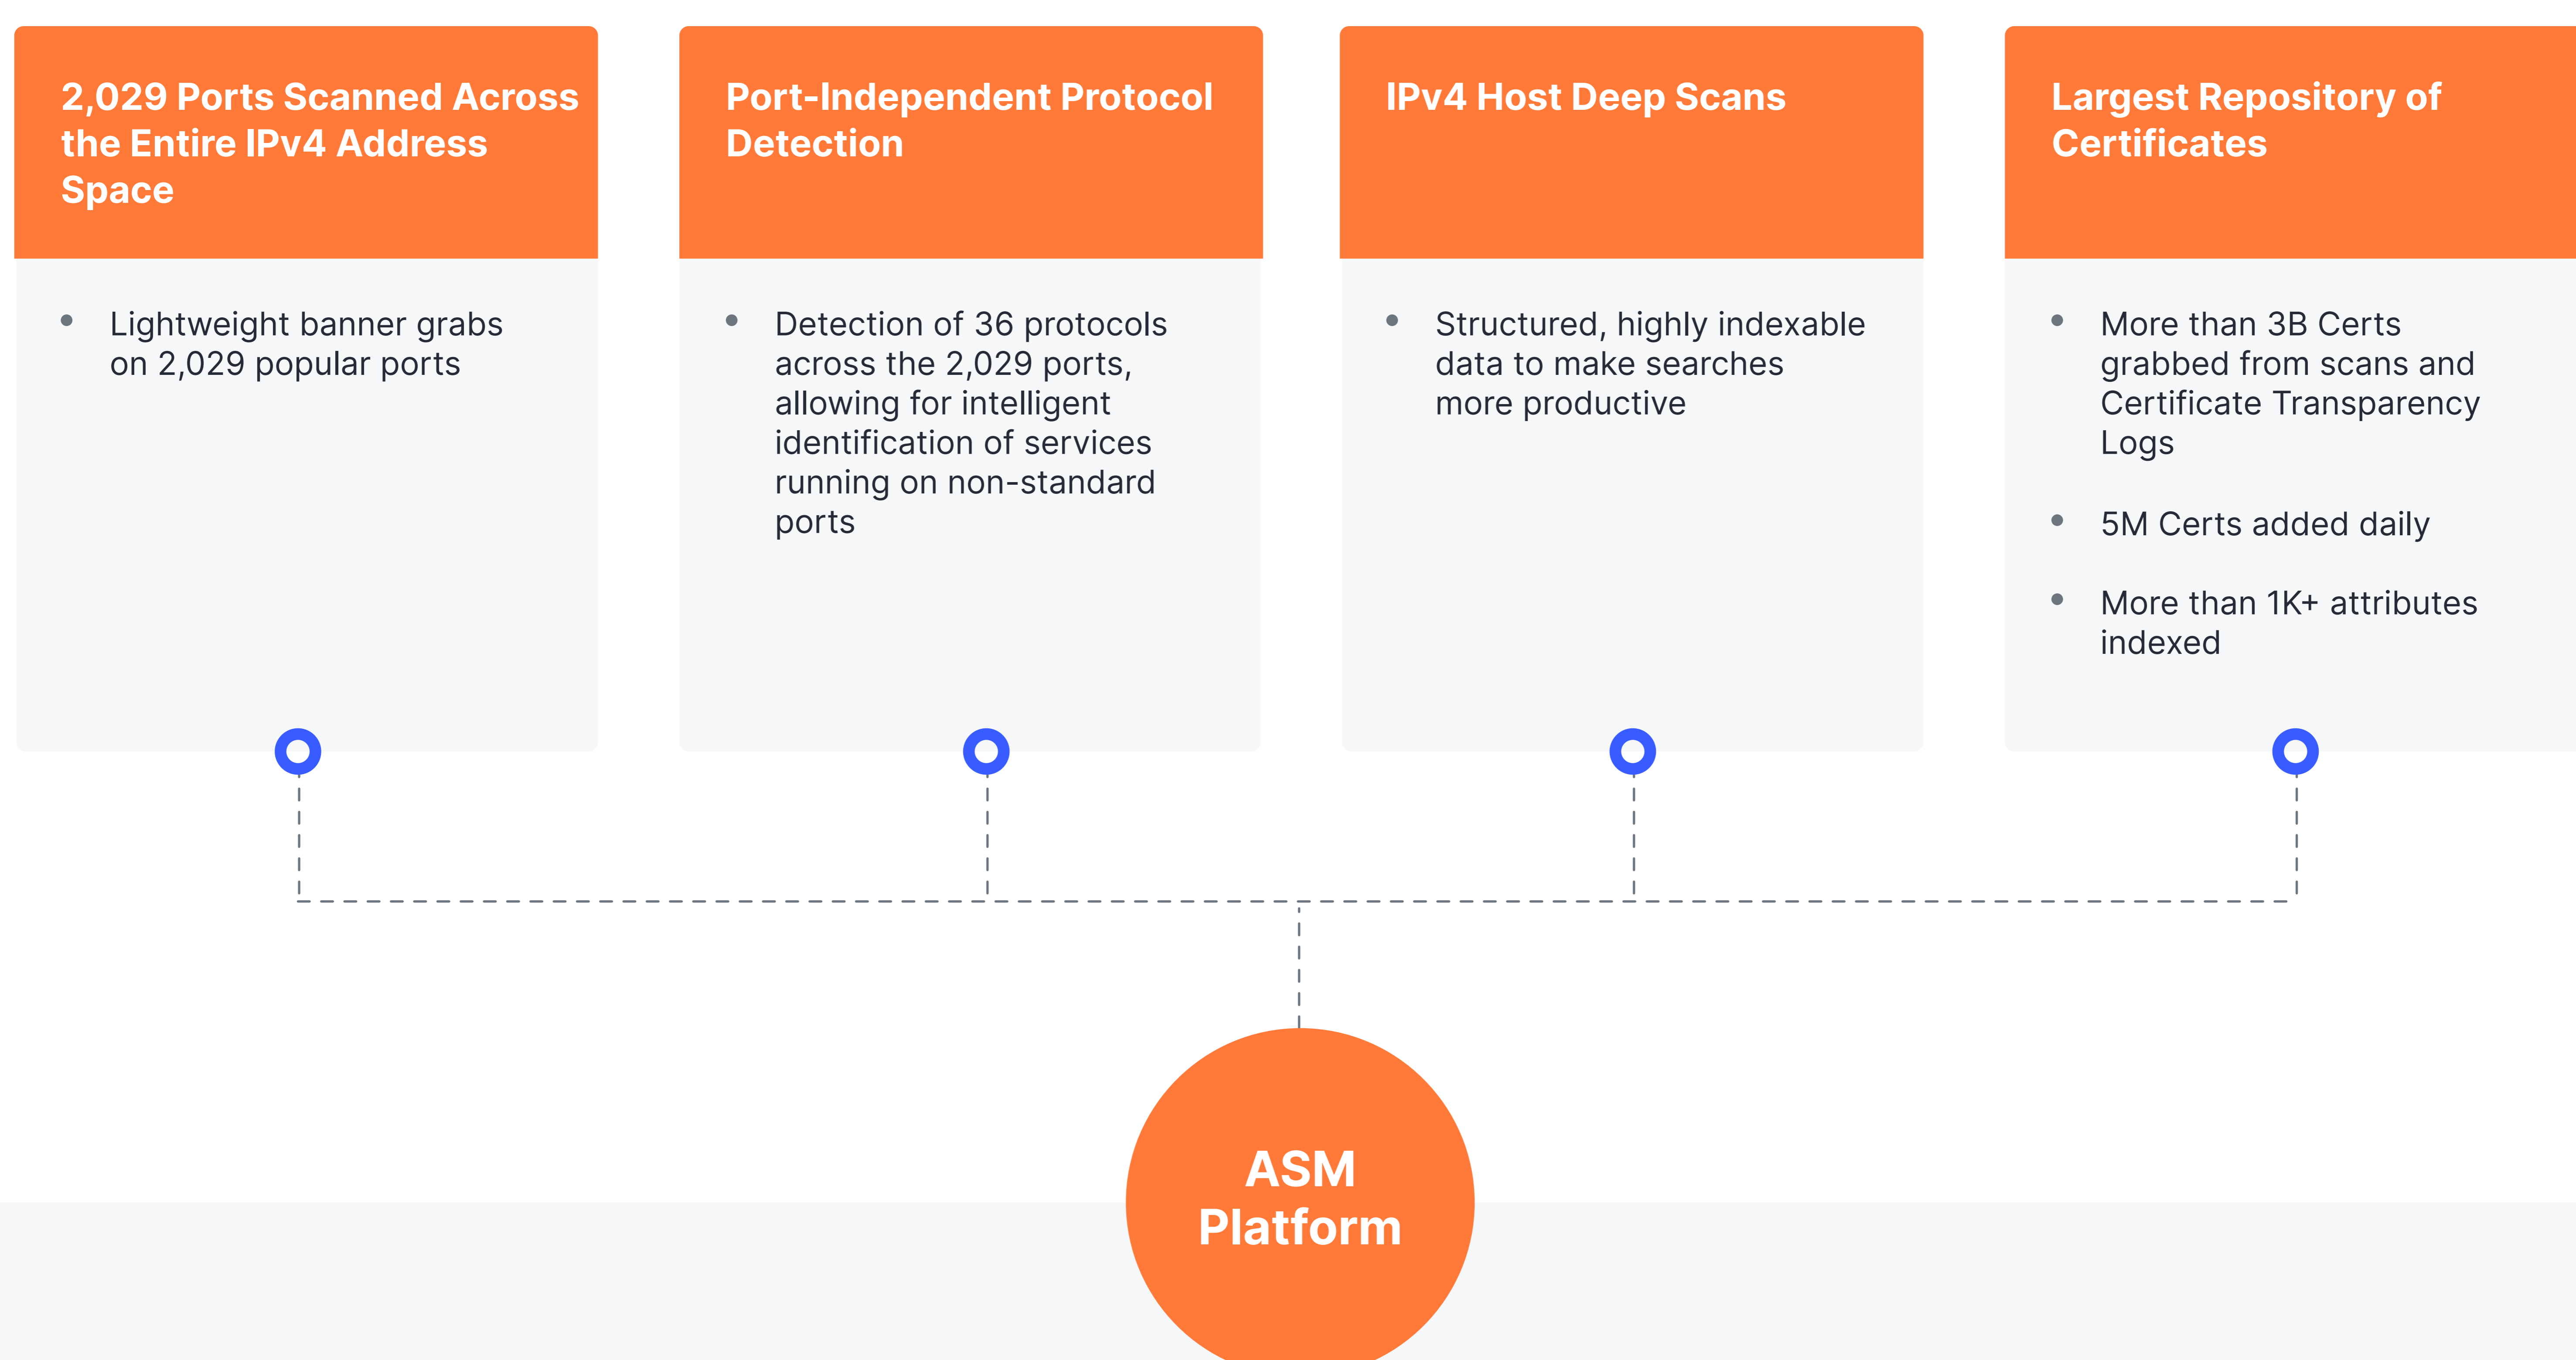 2,029 Ports Scanned Across
the Entire IPv4 Address
Space
Lightweight banner grabs
on 2,029 popular ports
Port-Independent Protocol
Detection
Detection of 36 protocols
across the 2,029 ports,
allowing for intelligent
identification of services
running on non-standard
ports
IPv4 Host Deep Scans
Structured, highly indexable
data to make searches
more productive
Largest Repository of
Certificates
More than 3B Certs
grabbed from scans and
Certificate Transparency
Logs
5M Certs added daily
More than 1K+ attributes
indexed
ASM
Platform